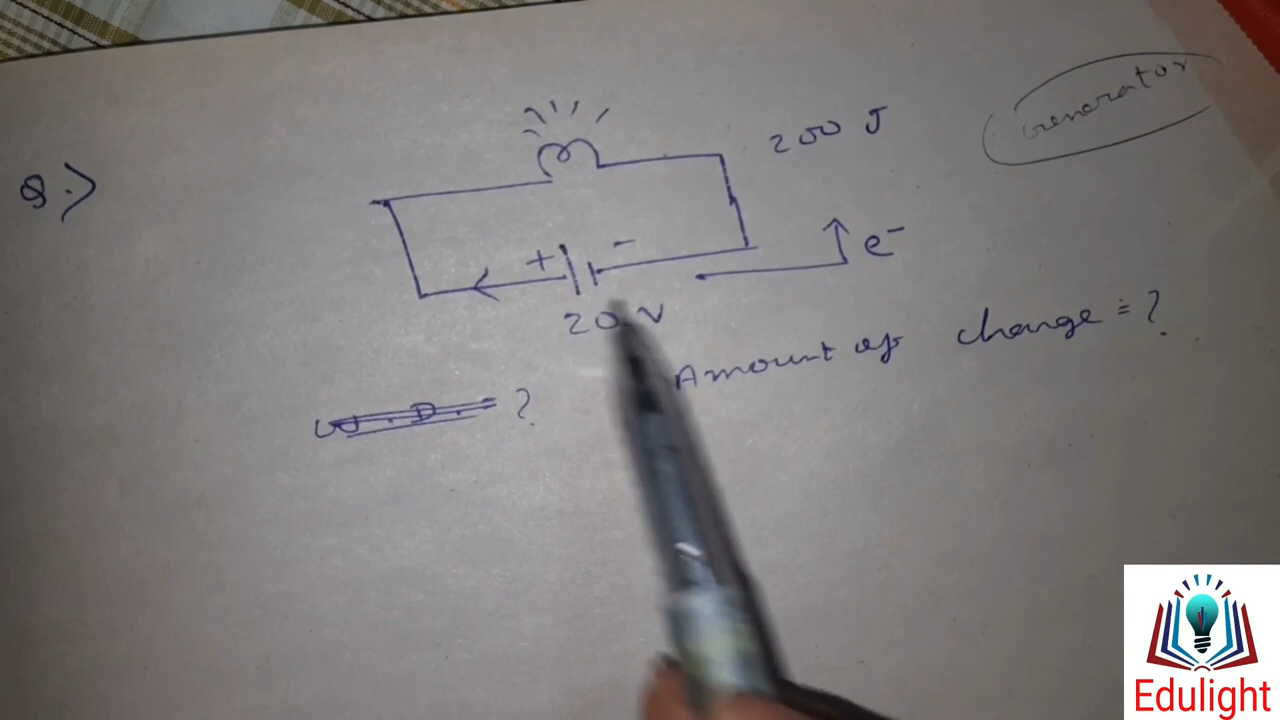 Generator
200 J
Q.)
+ -
e-
20 V
Amount of charge = ?
W.D. ?
Edulight